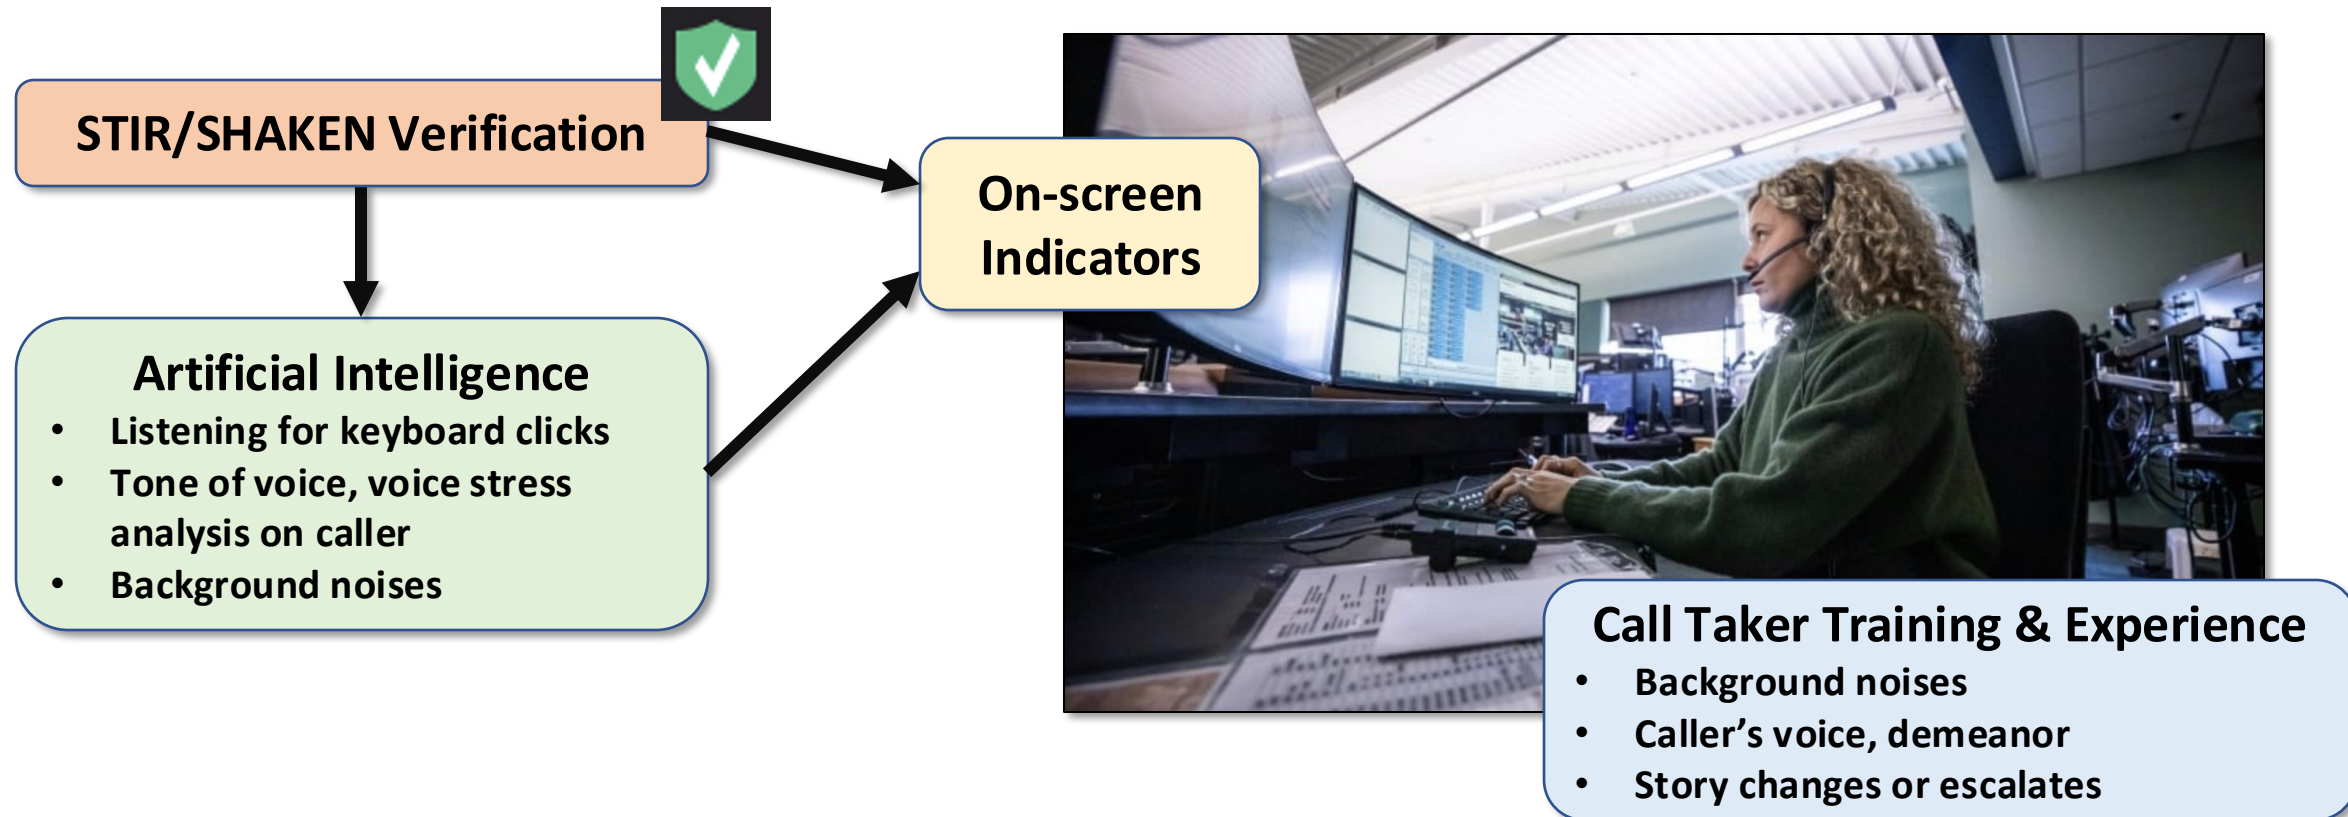 STIR/SHAKEN Verification
On-screen
Indicators
Artificial Intelligence
• Listening for keyboard clicks
• Tone of voice, voice stress
analysis on caller
• Background noises
Call Taker Training & Experience
• Background noises
• Caller’s voice, demeanor
• Story changes or escalates